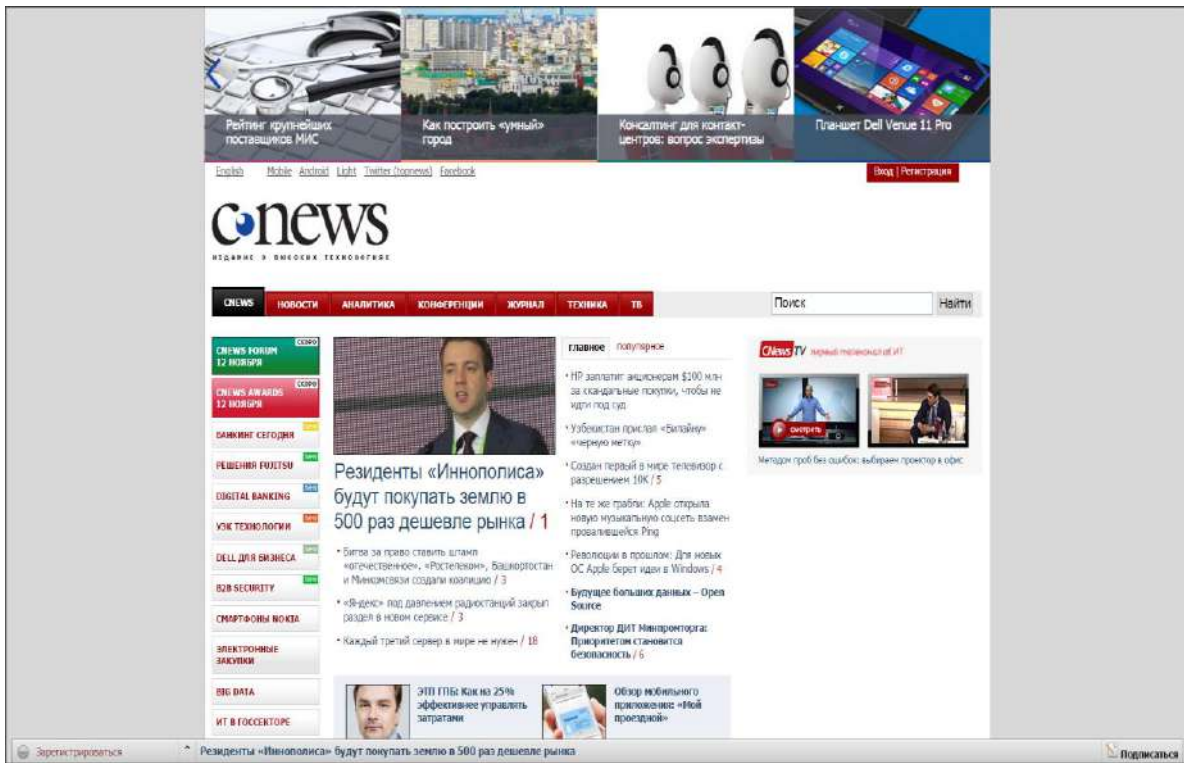 Рейтинг крупнейших
поставщиков МИС
Как построить «умный»
город
Консалтинг для контакт-
центров: вопрос экспертизы
Планшет Dell Venue 11 Pro
English Mobile Android Light Twitter (topnews) Facebook
Вход | Регистрация
cnews
издание о высоких технологиях
CNEWS НОВОСТИ АНАЛИТИКА КОНФЕРЕНЦИИ ЖУРНАЛ ТЕХНИКА ТВ
Поиск Найти
CNEWS FORUM СКОРО
12 НОЯБРЯ
CNEWS AWARDS СКОРО
12 НОЯБРЯ
БАНКИНГ СЕГОДНЯ
РЕШЕНИЯ FUJITSU
DIGITAL BANKING
УЭК ТЕХНОЛОГИИ
DELL ДЛЯ БИЗНЕСА
B2B SECURITY
СМАРТФОНЫ NOKIA
ЭЛЕКТРОННЫЕ
ЗАКУПКИ
BIG DATA
ИТ В ГОССЕКТОРЕ
Резиденты «Иннополиса»
будут покупать землю в
500 раз дешевле рынка / 1
• Битва за право ставить штамп
«отечественное». «Ростелеком», Башкортостан
и Минкомсвязи создали коалицию / 3
• «Яндекс» под давлением радиостанций закрыл
раздел в новом сервисе / 3
• Каждый третий сервер в мире не нужен / 18
главное популярное
• HP заплатит акционерам $100 млн
за скандальные покупки, чтобы не
идти под суд
• Узбекистан прислал «Билайну»
«черную метку»
• Создан первый в мире телевизор с
разрешением 10K / 5
• На те же грабли: Apple открыла
новую музыкальную соцсеть взамен
провалившейся Ping
• Революции в прошлом: Для новых
ОС Apple берет идеи в Windows / 4
• Будущее больших данных – Open
Source
• Директор ДИТ Минпромторга:
Приоритетом становится
безопасность / 6
CNews TV первый телеканал об ИТ
смотреть
Методом проб без ошибок: выбираем проектор в офис
ЭТП ГПБ: Как на 25%
эффективнее управлять
затратами
Обзор мобильного
приложения: «Мой
проездной»
Зарегистрироваться
Резиденты «Иннополиса» будут покупать землю в 500 раз дешевле рынка
Подписаться